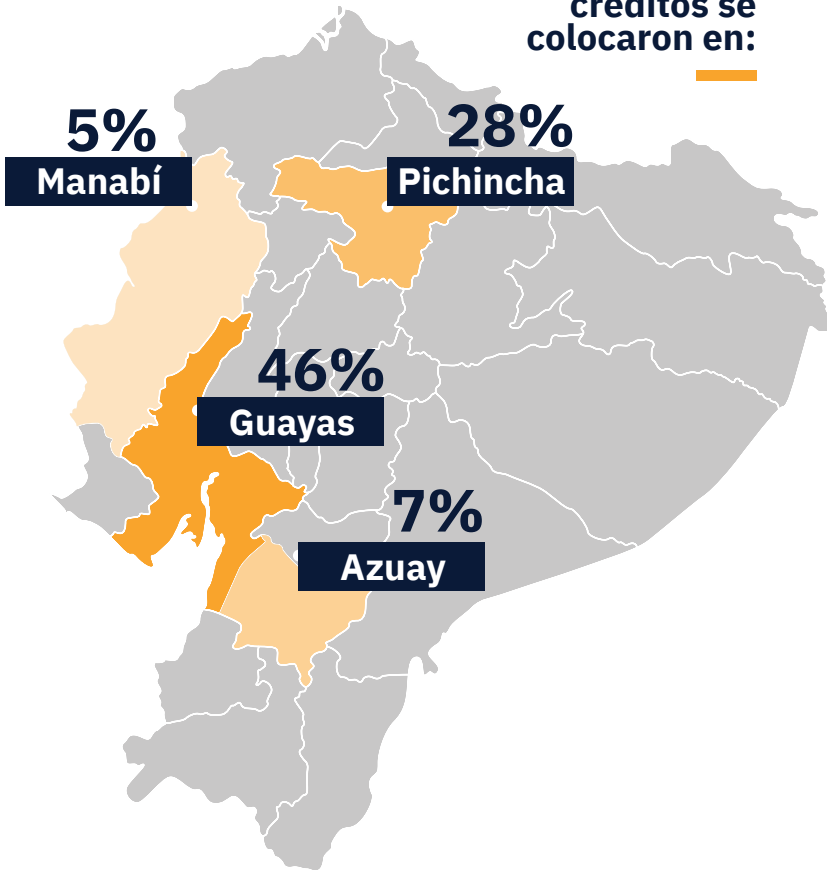 créditos se
colocaron en:
5%
Manabí
28%
Pichincha
46%
Guayas
7%
Azuay